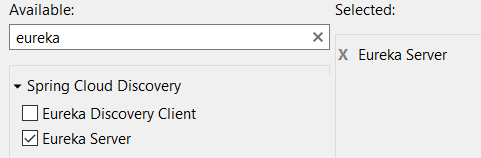 Available:
Selected:
eureka
X Eureka Server
Spring Cloud Discovery
Eureka Discovery Client
Eureka Server